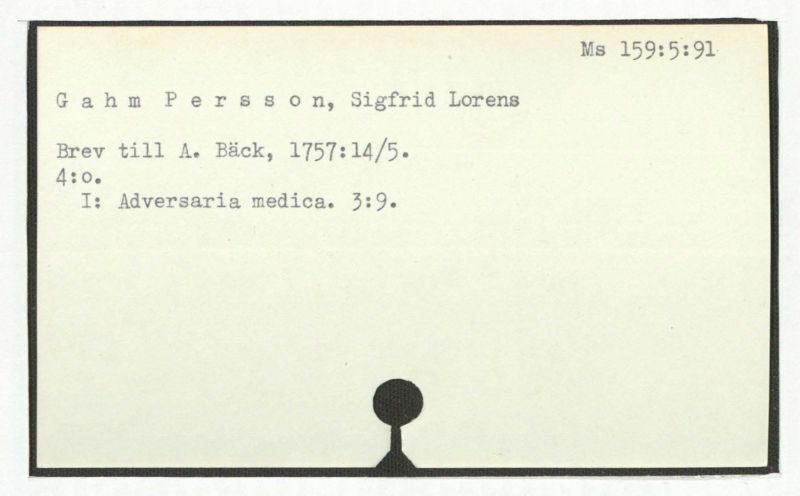 Ms 159:5:91
G a h m P e r s s o n, Sigfrid Lorens
Brev till A. Bäck, 1757:14/5.
4:o.
I: Adversaria medica. 3:9.